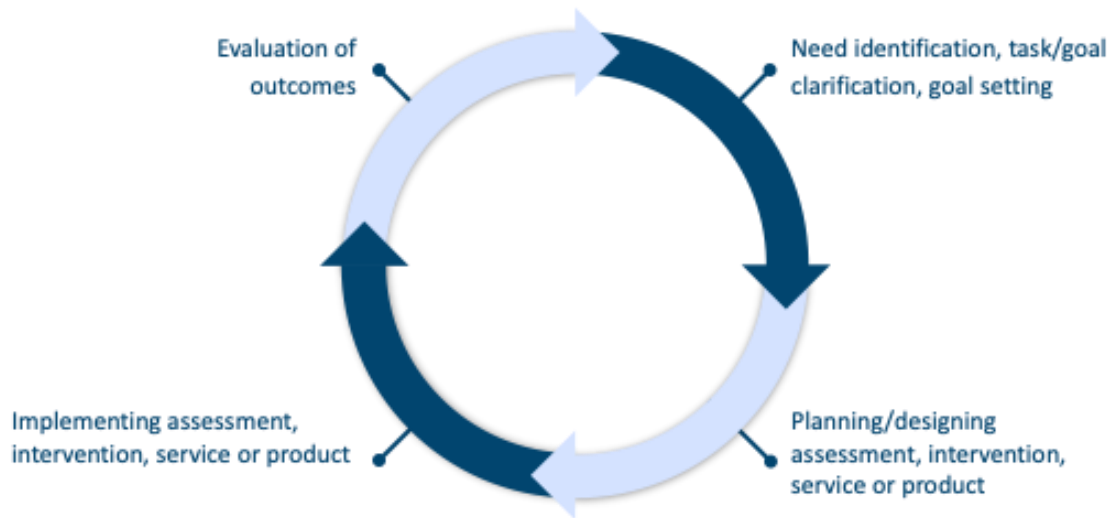 Evaluation of
outcomes
Need identification, task/goal
clarification, goal setting
Implementing assessment,
intervention, service or product
Planning/designing
assessment, intervention,
service or product